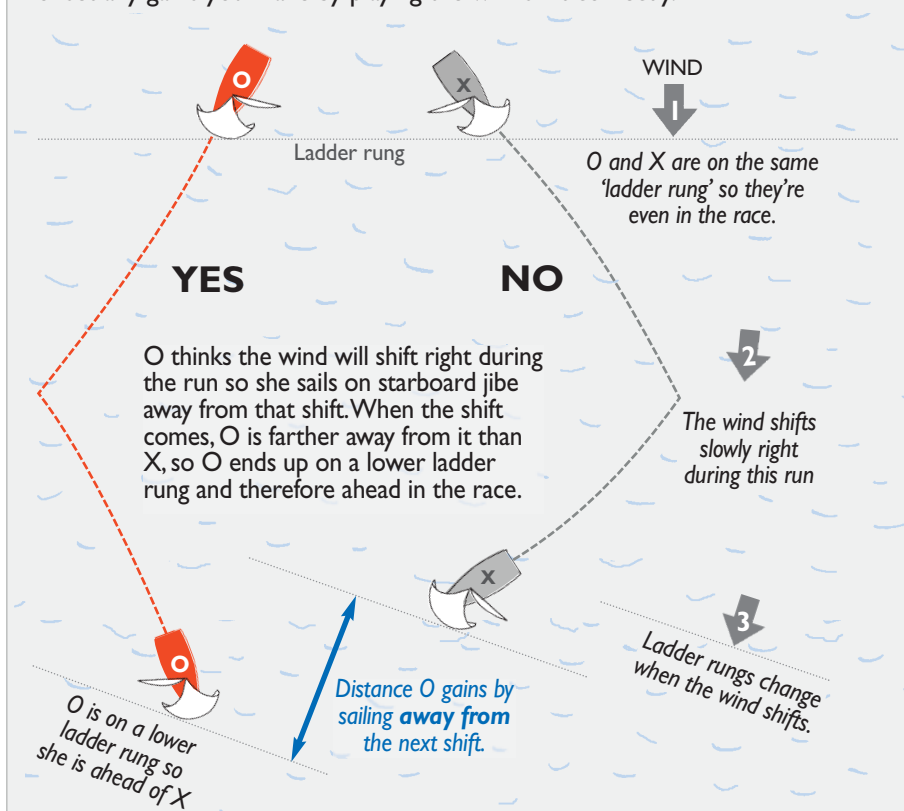 O
X
WIND
1
Ladder rung
O and X are on the same
'ladder rung' so they're
even in the race.
YES
NO
O thinks the wind will shift right during
the run so she sails on starboard jibe
away from that shift. When the shift
comes, O is farther away from it than
X, so O ends up on a lower ladder
rung and therefore ahead in the race.
2
The wind shifts
slowly right
during this run
X
3
Ladder rungs change
when the wind shifts.
O
Distance O gains by
sailing away from
the next shift.
O is on a lower
ladder rung so
she is ahead of X